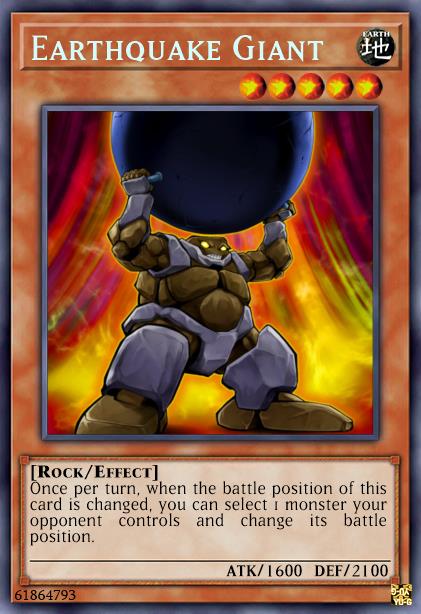 Earthquake Giant
EARTH
地
[Rock/Effect]
Once per turn, when the battle position of this
card is changed, you can select 1 monster your
opponent controls and change its battle
position.
ATK/1600 DEF/2100
61864793